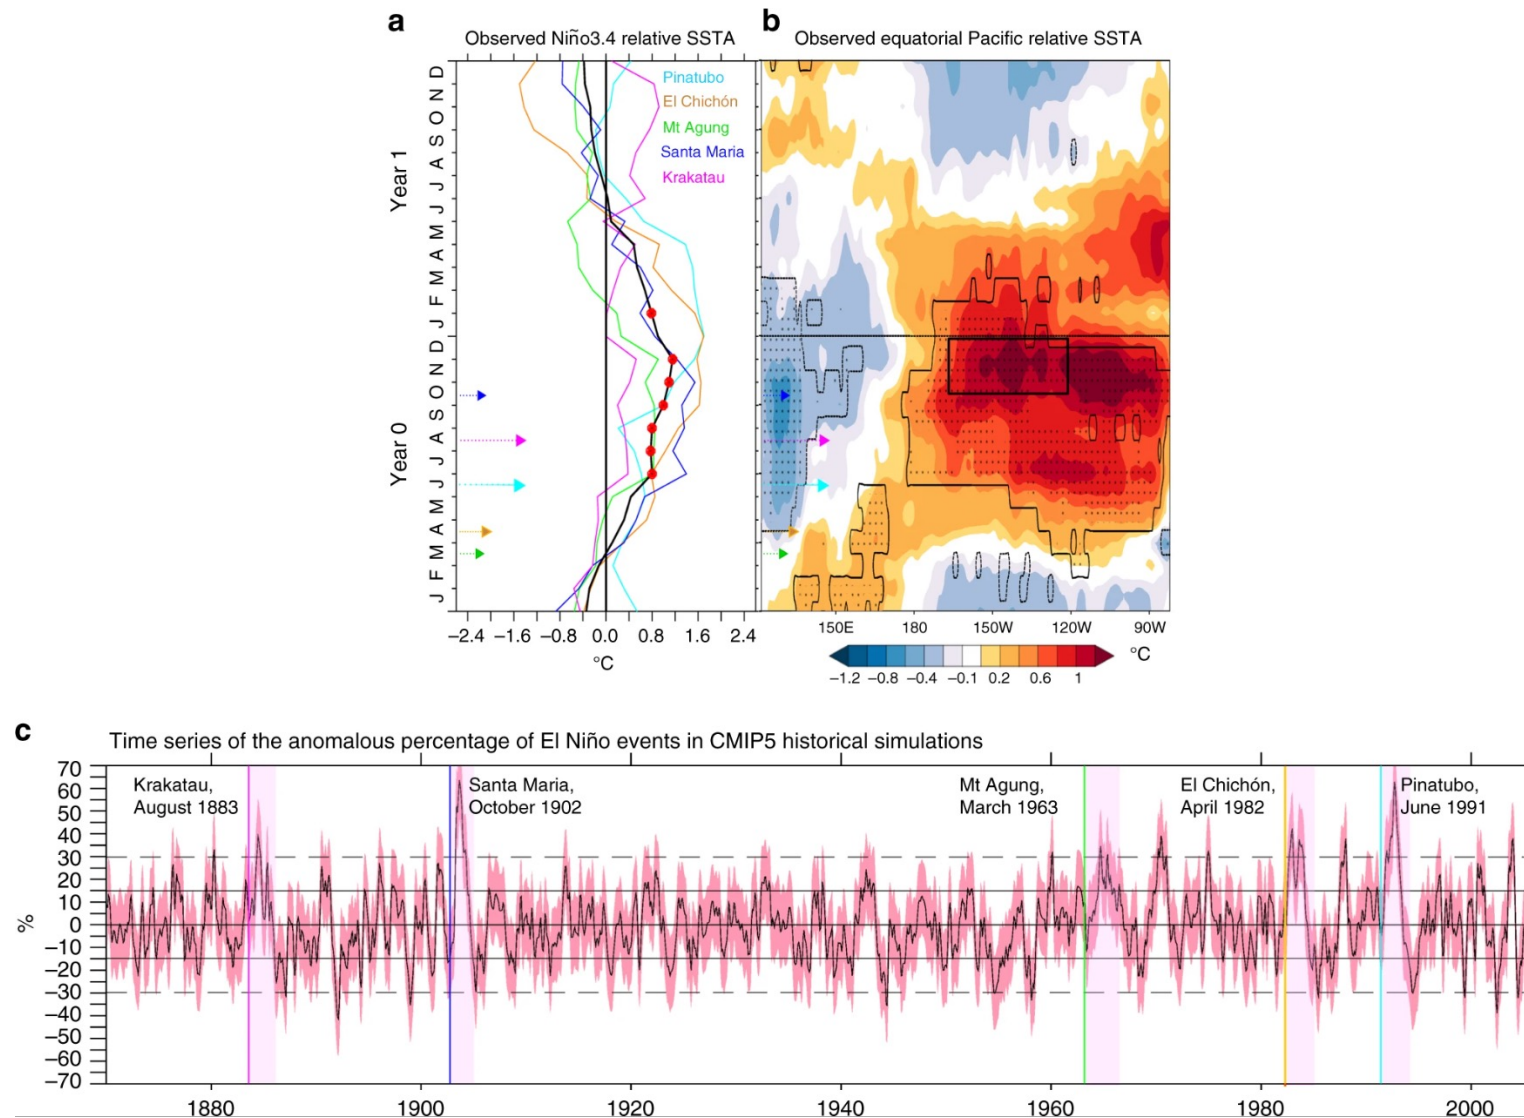 a
Observed Niño3.4 relative SSTA
b
Observed equatorial Pacific relative SSTA
Pinatubo
El Chichón
Mt Agung
Santa Maria
Krakatau
Year 1
D
N
O
S
A
J
J
M
A
M
F
J
Year 0
D
N
O
S
A
J
J
M
A
M
F
J
−2.4 −1.6 −0.8 0.0 0.8 1.6 2.4
°C
150E 180 150W 120W 90W
−1.2 −0.8 −0.4 −0.1 0.2 0.6 1
°C
c
Time series of the anomalous percentage of El Niño events in CMIP5 historical simulations
Krakatau,
August 1883
Santa Maria,
October 1902
Mt Agung,
March 1963
El Chichón,
April 1982
Pinatubo,
June 1991
%
70
60
50
40
30
20
10
0
−10
−20
−30
−40
−50
−60
−70
1880 1900 1920 1940 1960 1980 2000